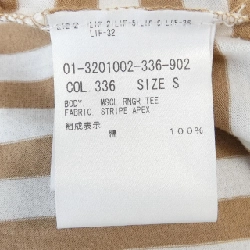 01-3201002-336-902
COL. 336 SIZE S
BODY WOOL RNGR TEE
FABRIC STRIPE APEX
組成表示
綿 100%